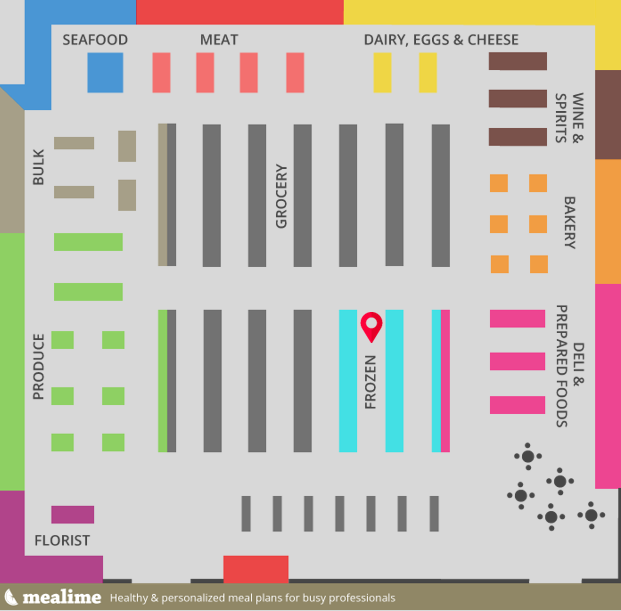 SEAFOOD
MEAT
DAIRY, EGGS & CHEESE
WINE &
SPIRITS
BULK
GROCERY
BAKERY
PRODUCE
FROZEN
DELI &
PREPARED FOODS
FLORIST
mealime
Healthy & personalized meal plans for busy professionals